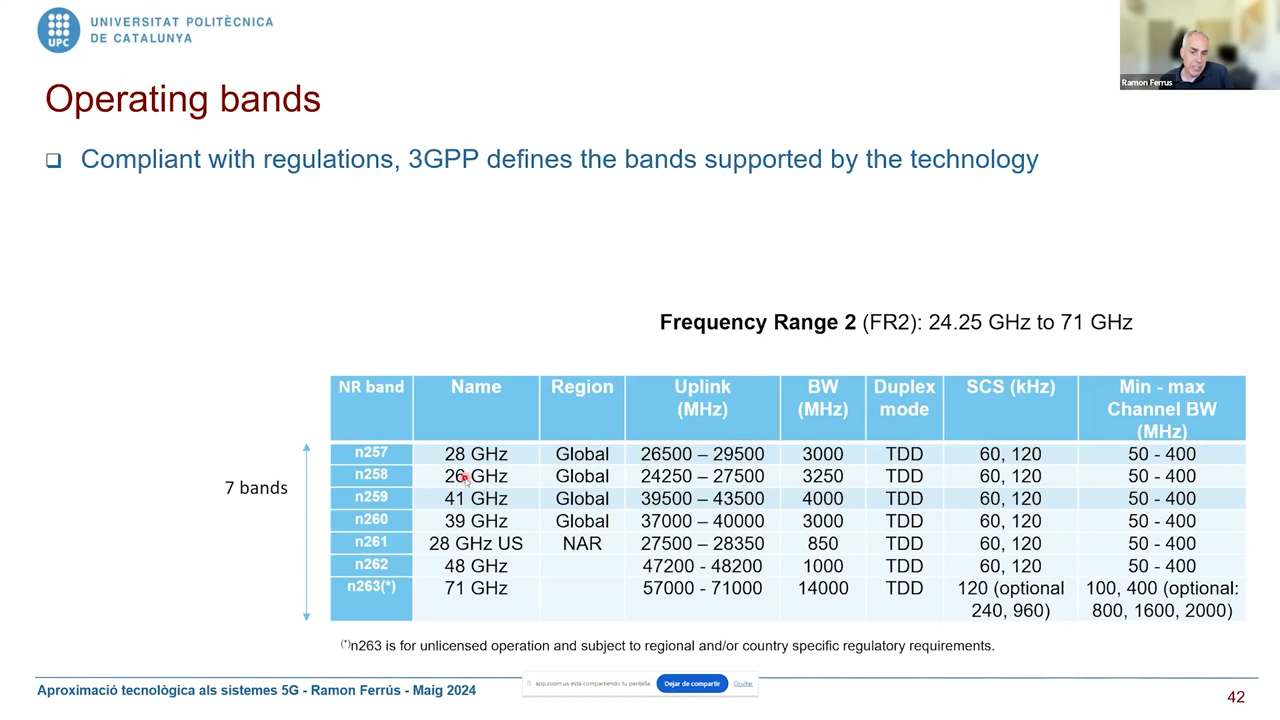 UNIVERSITAT POLITÈCNICA
DE CATALUNYA
UPC
Ramon Ferrus
Operating bands
Compliant with regulations, 3GPP defines the bands supported by the technology
Frequency Range 2 (FR2): 24.25 GHz to 71 GHz
NR band Name Region Uplink (MHz) BW (MHz) Duplex mode SCS (kHz) Min - max Channel BW (MHz)
n257 28 GHz Global 26500 – 29500 3000 TDD 60, 120 50 - 400
n258 26 GHz Global 24250 – 27500 3250 TDD 60, 120 50 - 400
7 bands
n259 41 GHz Global 39500 – 43500 4000 TDD 60, 120 50 - 400
n260 39 GHz Global 37000 – 40000 3000 TDD 60, 120 50 - 400
n261 28 GHz US NAR 27500 – 28350 850 TDD 60, 120 50 - 400
n262 48 GHz 47200 - 48200 1000 TDD 60, 120 50 - 400
n263(*) 71 GHz 57000 - 71000 14000 TDD 120 (optional 240, 960) 100, 400 (optional: 800, 1600, 2000)
(*)n263 is for unlicensed operation and subject to regional and/or country specific regulatory requirements.
Aproximació tecnològica als sistemes 5G - Ramon Ferrús - Maig 2024
app.zoom.us está compartiendo tu pantalla. Dejar de compartir Ocultar
42